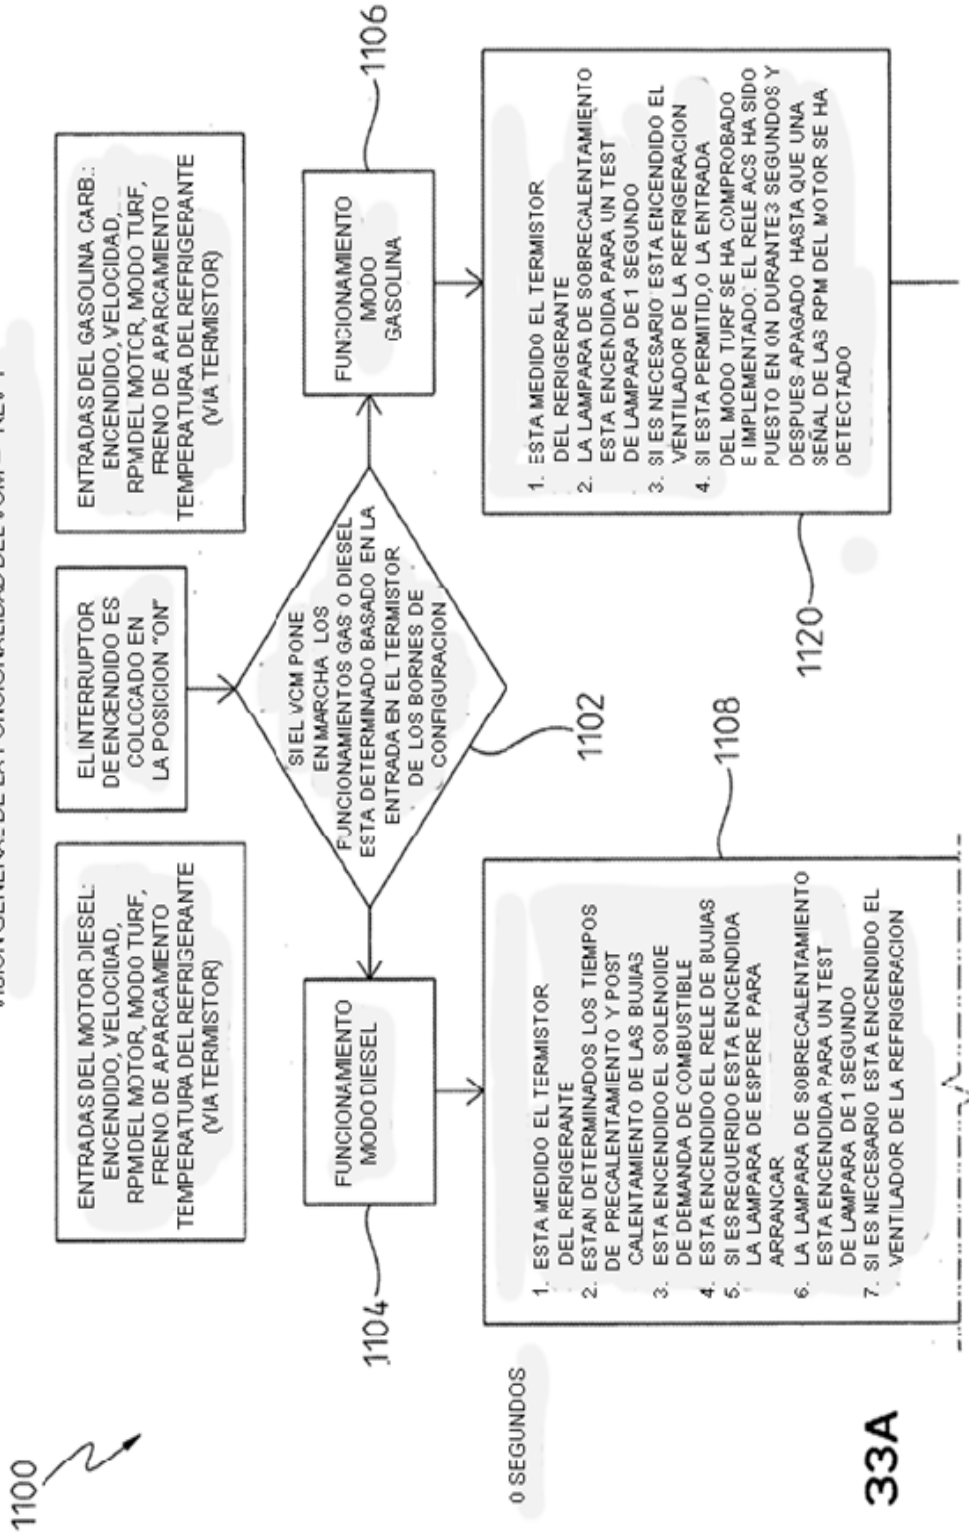 1100
ENTRADAS DEL MOTOR DIESEL:
ENCENDIDO, VELOCIDAD,
RPM DEL MOTOR, MODO TURF,
FRENO DE APARCAMIENTO
TEMPERATURA DEL REFRIGERANTE
(VIA TERMISTOR)
EL INTERRUPTOR
DE ENCENDIDO ES
COLOCADO EN
LA POSICION “ON”
ENTRADAS DEL GASOLINA CARB.:
ENCENDIDO, VELOCIDAD,
RPM DEL MOTOR, MODO TURF,
FRENO DE APARCAMIENTO
TEMPERATURA DEL REFRIGERANTE
(VIA TERMISTOR)
SI EL VCM PONE
EN MARCHA LOS
FUNCIONAMIENTOS GAS O DIESEL
ESTA DETERMINADO BASADO EN LA
ENTRADA EN EL TERMISTOR
DE LOS BORNES DE
CONFIGURACION
1102
1104
FUNCIONAMIENTO
MODO DIESEL
FUNCIONAMIENTO
MODO
GASOLINA
1106
0 SEGUNDOS
1. ESTA MEDIDO EL TERMISTOR
DEL RERIGERANTE
2. ESTAN DETERMINADOS LOS TIEMPOS
DE PRECALENTAMIENTO Y POST
CALENTAMIENTO DE LAS BUJIAS
3. ESTA ENCENDIDO EL SOLENOIDE
DE DEMANDA DE COMBUSTIBLE
4. ESTA ENCENDIDO EL RELE DE BUJIAS
5. SI ES REQUERIDO ESTA ENCENDIDA
LA LAMPARA DE ESPERE PARA
ARRANCAR
6. LA LAMPARA DE SOBRECALENTAMIENTO
ESTA ENCENDIDA PARA UN TEST
DE LAMPARA DE 1 SEGUNDO
7. SI ES NECESARIO ESTA ENCENDIDO EL
VENTILADOR DE LA REFRIGERACION
1108
1. ESTA MEDIDO EL TERMISTOR
DEL RERIGERANTE
2. LA LAMPARA DE SOBRECALENTAMIENTO
ESTA ENCENDIDA PARA UN TEST
DE LAMPARA DE 1 SEGUNDO
3. SI ES NECESARIO ESTA ENCENDIDO EL
VENTILADOR DE LA REFRIGERACION
4. SI ESTA PERMITIDO LA ENTRADA
DEL MODO TURF SE HA COMPROBADO
E IMPLEMENTADO: EL RELE ACS HA SIDO
PUESTO EN ON DURANTE 3 SEGUNDOS Y
DESPUES APAGADO HASTA QUE UNA
SEÑAL DE LAS RPM DEL MOTOR SE HA
DETECTADO
1120
33A